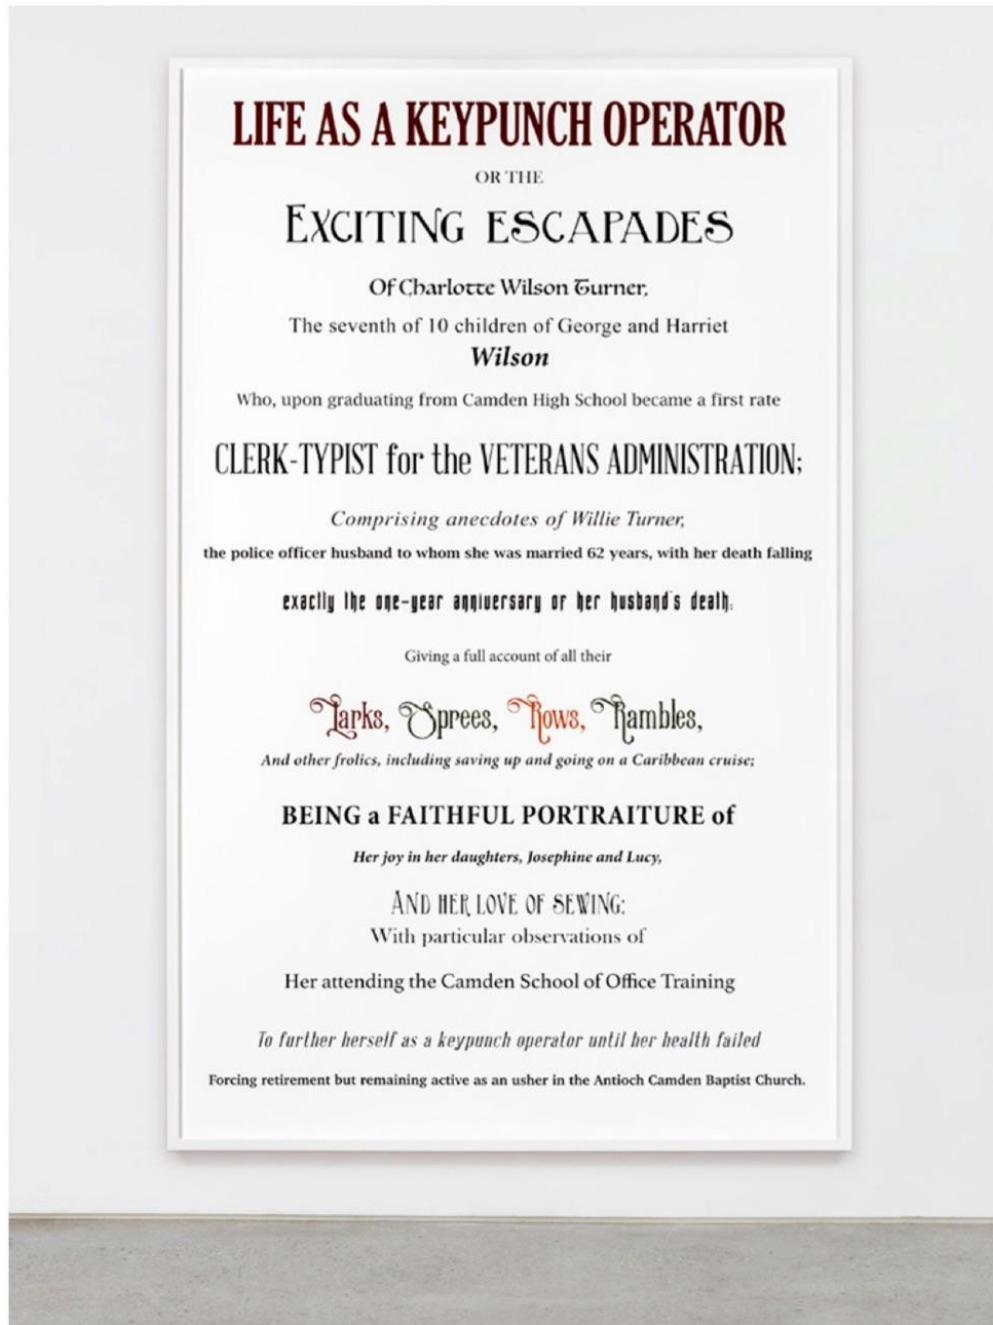 LIFE AS A KEYPUNCH OPERATOR
OR THE
EXCITING ESCAPADES
Of Charlotte Wilson Turner,
The seventh of 10 children of George and Harriet
Wilson
Who, upon graduating from Camden High School became a first rate
CLERK-TYPIST for the VETERANS ADMINISTRATION;
Comprising anecdotes of Willie Turner,
the police officer husband to whom she was married 62 years, with her death falling
exactly the one-year anniversary or her husband's death;
Giving a full account of all their
Larks, Sprees, Rows, Rambles,
And other frolics, including saving up and going on a Caribbean cruise;
BEING a FAITHFUL PORTRAITURE of
Her joy in her daughters, Josephine and Lucy,
AND HER LOVE OF SEWING;
With particular observations of
Her attending the Camden School of Office Training
To further herself as a keypunch operator until her health failed
Forcing retirement but remaining active as an usher in the Antioch Camden Baptist Church.